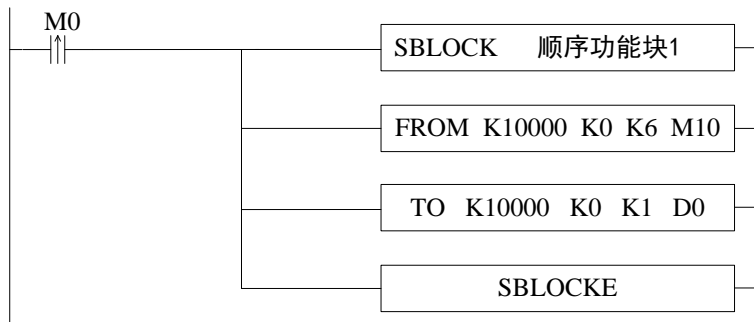 M0
SBLOCK 顺序功能块1
FROM K10000 K0 K6 M10
TO K10000 K0 K1 D0
SBLOCKE